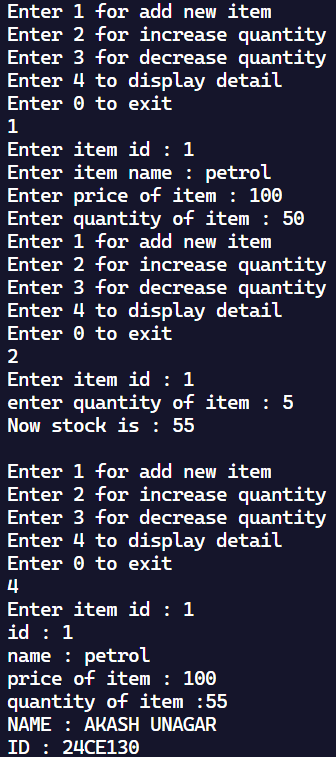 Enter 1 for add new item
Enter 2 for increase quantity
Enter 3 for decrease quantity
Enter 4 to display detail
Enter 0 to exit
1
Enter item id : 1
Enter item name : petrol
Enter price of item : 100
Enter quantity of item : 50
Enter 1 for add new item
Enter 2 for increase quantity
Enter 3 for decrease quantity
Enter 4 to display detail
Enter 0 to exit
2
Enter item id : 1
enter quantity of item : 5
Now stock is : 55
Enter 1 for add new item
Enter 2 for increase quantity
Enter 3 for decrease quantity
Enter 4 to display detail
Enter 0 to exit
4
Enter item id : 1
id : 1
name : petrol
price of item : 100
quantity of item :55
NAME : AKASH UNAGAR
ID : 24CE130